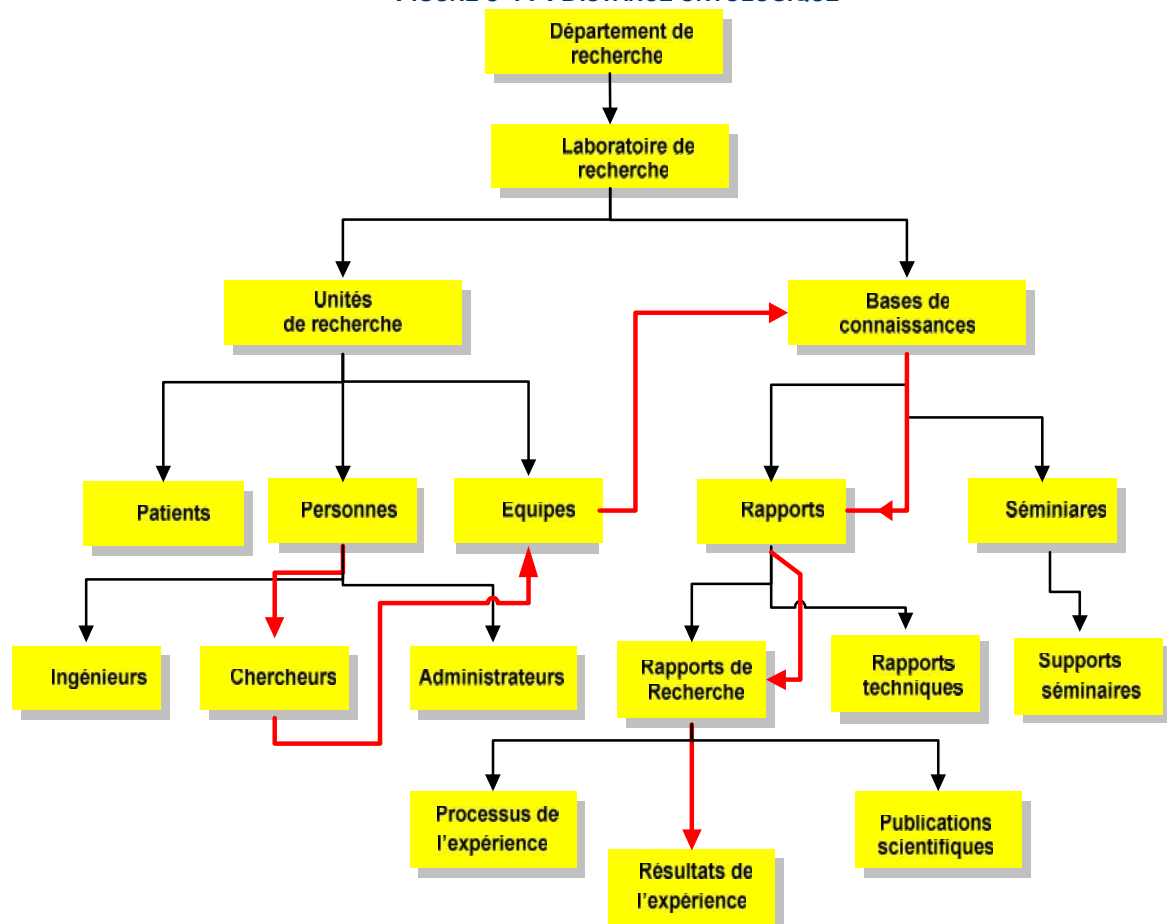 Département de
recherche
Laboratoire de
recherche
Unités
de recherche
Bases de
connaissances
Patients
Personnes
Equipes
Rapports
Séminiares
Ingénieurs
Chercheurs
Administrateurs
Rapports de
Recherche
Rapports
techniques
Supports
séminaires
Processus de
l'expérience
Résultats de
l'expérience
Publications
scientifiques